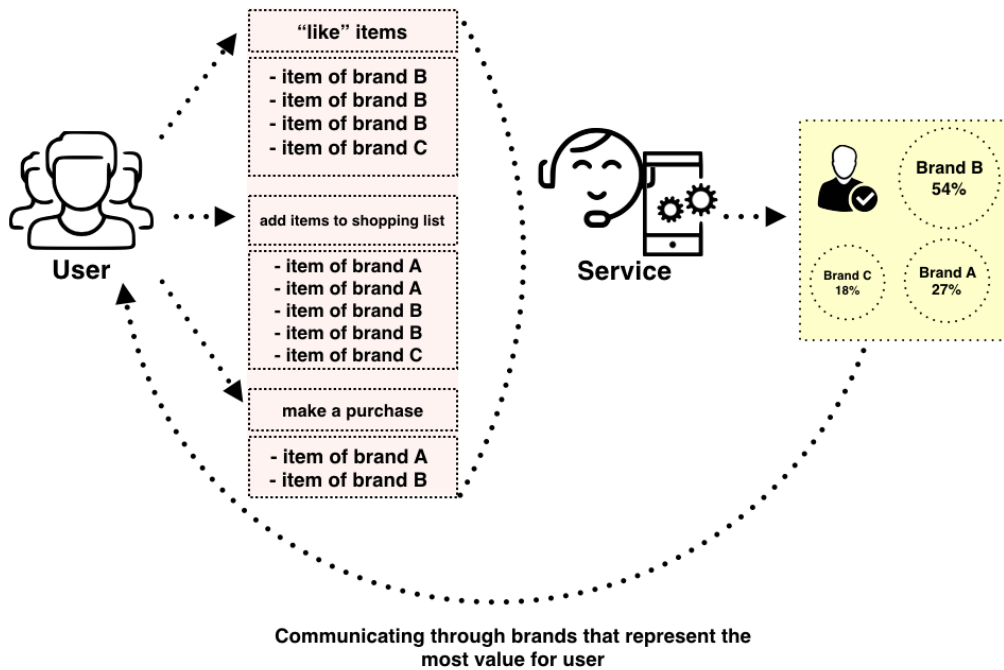 “like” items
- item of brand B
- item of brand B
- item of brand B
- item of brand C
add items to shopping list
- item of brand A
- item of brand A
- item of brand B
- item of brand B
- item of brand C
make a purchase
- item of brand A
- item of brand B
User
Service
Brand B
54%
Brand C
18%
Brand A
27%
Communicating through brands that represent the
most value for user